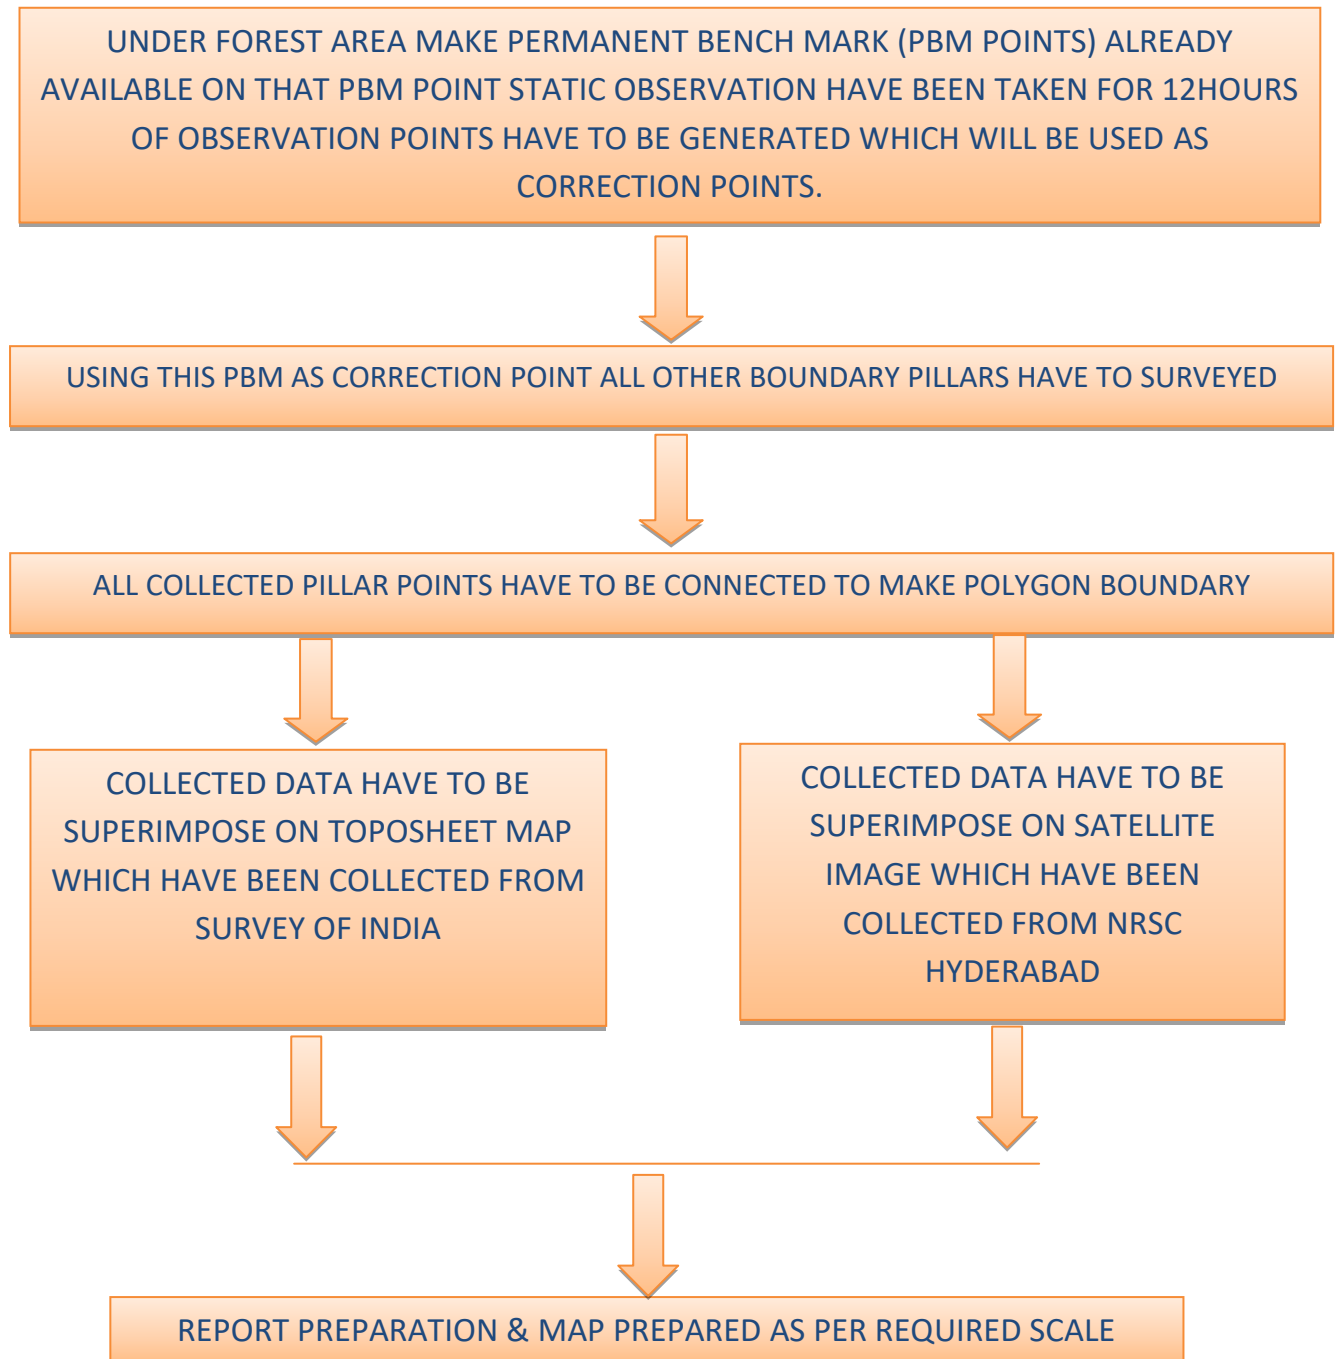 UNDER FOREST AREA MAKE PERMANENT BENCH MARK (PBM POINTS) ALREADY
AVAILABLE ON THAT PBM POINT STATIC OBSERVATION HAVE BEEN TAKEN FOR 12HOURS
OF OBSERVATION POINTS HAVE TO BE GENERATED WHICH WILL BE USED AS
CORRECTION POINTS.
USING THIS PBM AS CORRECTION POINT ALL OTHER BOUNDARY PILLARS HAVE TO SURVEYED
ALL COLLECTED PILLAR POINTS HAVE TO BE CONNECTED TO MAKE POLYGON BOUNDARY
COLLECTED DATA HAVE TO BE
SUPERIMPOSE ON TOPOSHEET MAP
WHICH HAVE BEEN COLLECTED FROM
SURVEY OF INDIA
COLLECTED DATA HAVE TO BE
SUPERIMPOSE ON SATELLITE
IMAGE WHICH HAVE BEEN
COLLECTED FROM NRSC
HYDERABAD
REPORT PREPARATION & MAP PREPARED AS PER REQUIRED SCALE